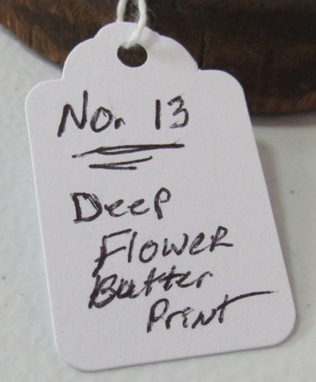 No. 13
Deep
Flower
Butter
Print